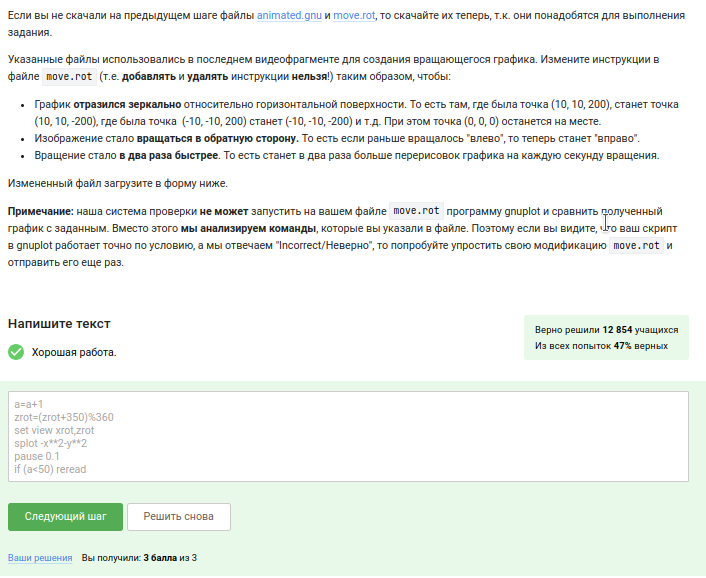 Если вы не скачали на предыдущем шаге файлы animated.gnu и move.rot, то скачайте их теперь, т.к. они понадобятся для выполнения
задания.
Указанные файлы использовались в последнем видеофрагменте для создания вращающегося графика. Измените инструкции в
файле move.rot (т.е. добавлять и удалять инструкции нельзя!) таким образом, чтобы:
• График отразился зеркально относительно горизонтальной поверхности. То есть там, где была точка (10, 10, 200), станет точка
(10, 10, -200), где была точка (-10, -10, 200) станет (-10, -10, -200) и т.д. При этом точка (0, 0, 0) останется на месте.
• Изображение стало вращаться в обратную сторону. То есть если раньше вращалось "влево", то теперь станет "вправо".
• Вращение стало в два раза быстрее. То есть станет в два раза больше перерисовок графика на каждую секунду вращения.
Измененный файл загрузите в форму ниже.
Примечание: наша система проверки не может запустить на вашем файле move.rot программу gnuplot и сравнить полученный
график с заданным. Вместо этого мы анализируем команды, которые вы указали в файле. Поэтому если вы видите, что ваш скрипт
в gnuplot работает точно по условию, а мы отвечаем "Incorrect/Неверно", то попробуйте упростить свою модификацию move.rot и
отправить его еще раз.
Напишите текст
Верно решили 12 854 учащихся
Из всех попыток 47% верных
Хорошая работа.
a=a+1
zrot=(zrot+350)%360
set view xrot,zrot
splot -x**2-y**2
pause 0.1
if (a<50) reread
Следующий шаг Решить снова
Ваши решения Вы получили: 3 балла из 3